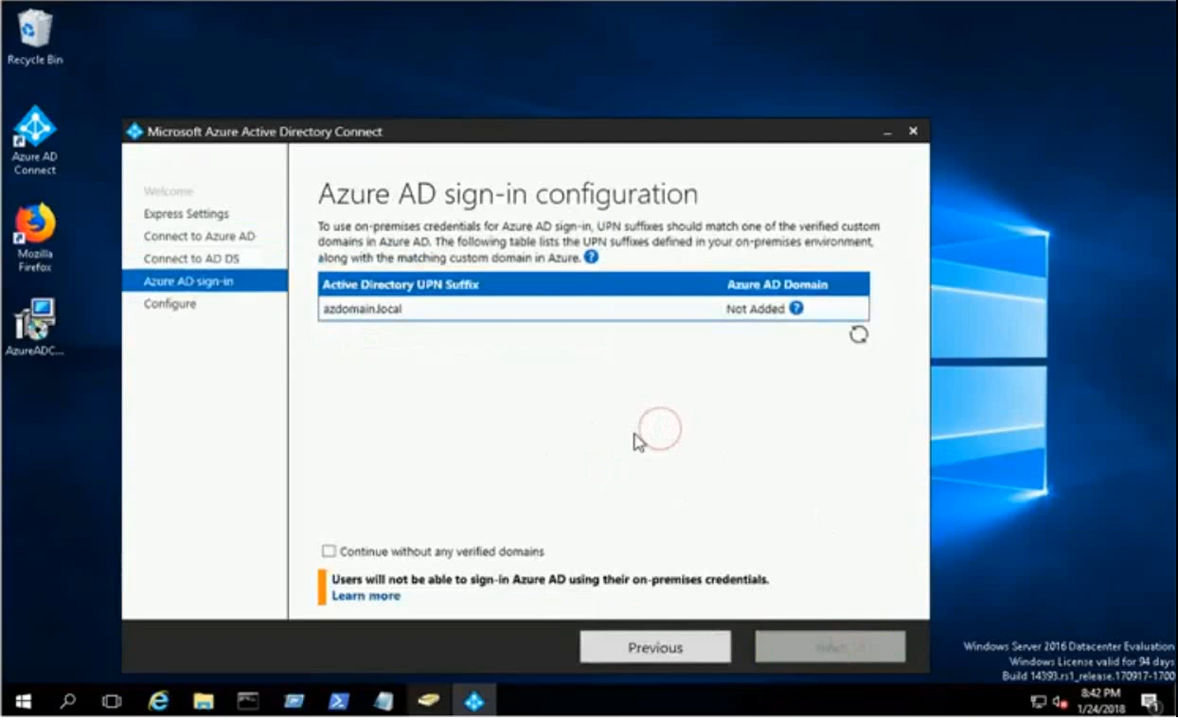 Recycle Bin
Azure AD
Connect
Mozilla
Firefox
AzureADC...
Microsoft Azure Active Directory Connect
Welcome
Express Settings
Connect to Azure AD
Connect to AD DS
Azure AD sign-in
Configure
Azure AD sign-in configuration
To use on-premises credentials for Azure AD sign-in, UPN suffixes should match one of the verified custom
domains in Azure AD. The following table lists the UPN suffixes defined in your on-premises environment,
along with the matching custom domain in Azure. ?
Active Directory UPN Suffix Azure AD Domain
azdomain.local Not Added ?
Continue without any verified domains
Users will not be able to sign-in Azure AD using their on-premises credentials.
Learn more
Previous
Windows Server 2016 Datacenter Evaluation
Windows License valid for 94 days
Build 14393.rs1_release.170917-1700
8:42 PM
1/24/2018
1